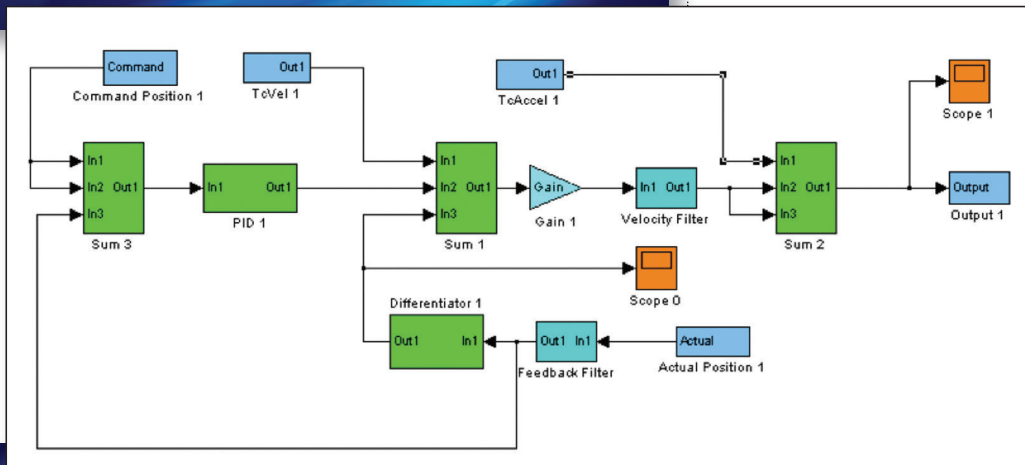 Command
Command Position 1
Out1
TcVel 1
Out1
TcAccel 1
Scope 1
In1
In2 Out1
In3
Sum 3
In1 Out1
PID 1
In1
In2 Out1
In3
Sum 1
Gain
Gain 1
In1 Out1
Velocity Filter
In1
In2 Out1
In3
Sum 2
Output
Output 1
Scope 0
Differentiator 1
Out1 In1
Out1 In1
Feedback Filter
Actual
Actual Position 1